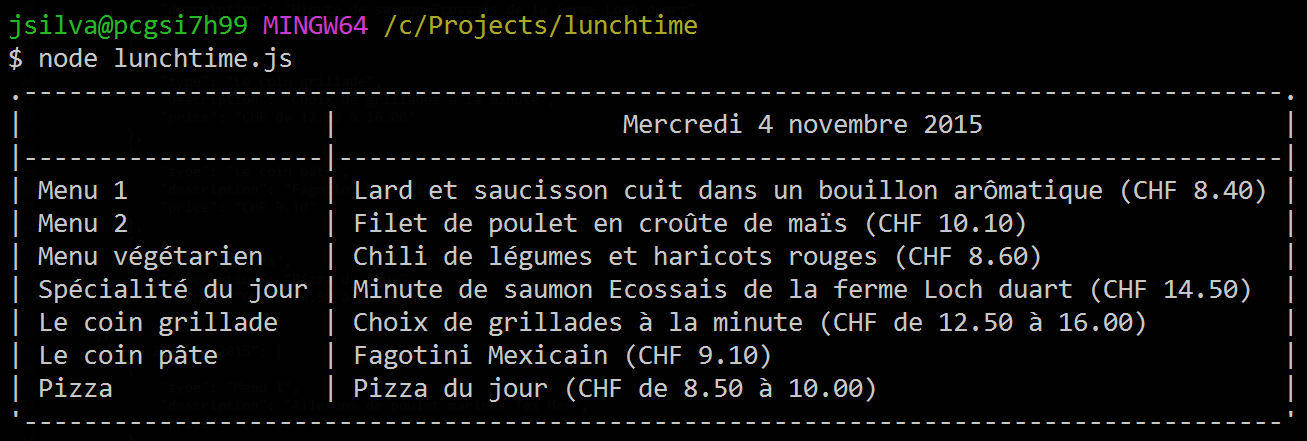 jsilva@pcgsi7h99 MINGW64 /c/Projects/lunchtime
$ node lunchtime.js
Mercredi 4 novembre 2015
Menu 1 | Lard et saucisson cuit dans un bouillon arômatique (CHF 8.40)
Menu 2 | Filet de poulet en croûte de maïs (CHF 10.10)
Menu végétarien | Chili de légumes et haricots rouges (CHF 8.60)
Spécialité du jour | Minute de saumon Ecossais de la ferme Loch duart (CHF 14.50)
Le coin grillade | Choix de grillades à la minute (CHF de 12.50 à 16.00)
Le coin pâte | Fagotini Mexicain (CHF 9.10)
Pizza | Pizza du jour (CHF de 8.50 à 10.00)